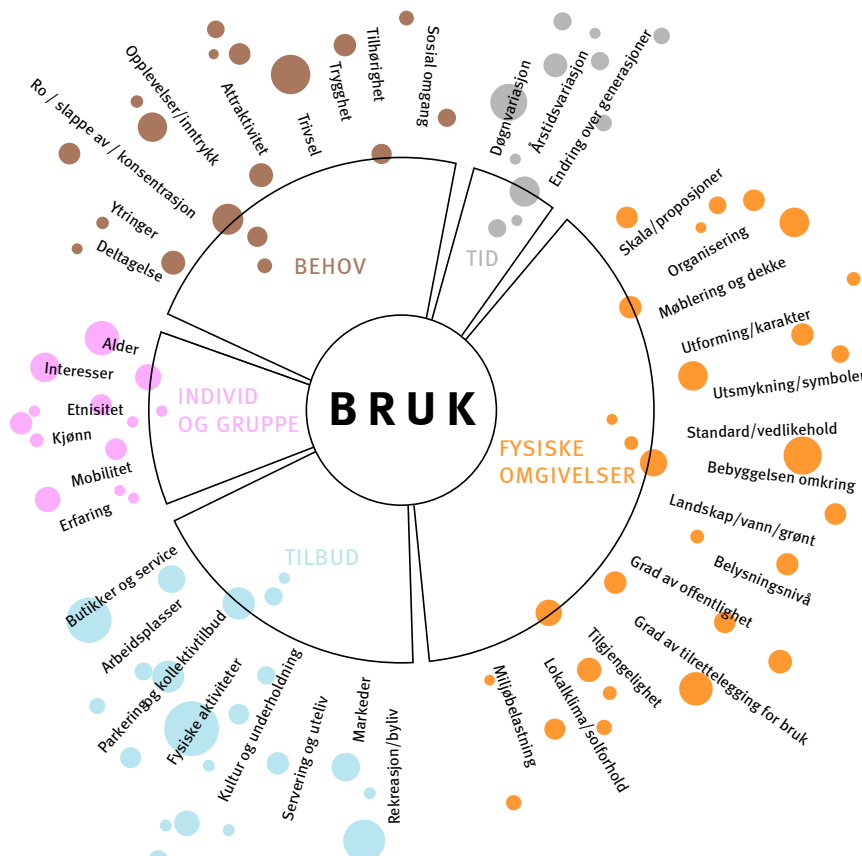 BRUK
BEHOV
Deltagelse
Ytringer
Ro / slappe av / konsentrasjon
Opplevelser/inntrykk
Attraktivitet
Trivsel
Trygghet
Tilhørighet
Sosial omgang
TID
Døgnvariasjon
Årstidsvariasjon
Endring over generasjoner
FYSISKE
OMGIVELSER
Skala/proposjoner
Organisering
Møblering og dekke
Utforming/karakter
Utsmykning/symboler
Standard/vedlikehold
Bebyggelsen omkring
Landskap/vann/grønt
Belysningsnivå
Grad av offentlighet
Grad av tilrettelegging for bruk
Tilgjengelighet
Lokalklima/solforhold
Miljøbelastning
TILBUD
Rekreasjon/byliv
Markeder
Servering og uteliv
Kultur og underholdning
Fysiske aktiviteter
Parkering og kollektivtilbud
Arbeidsplasser
Butikker og service
INDIVID
OG GRUPPE
Erfaring
Mobilitet
Kjønn
Etnisitet
Interesser
Alder